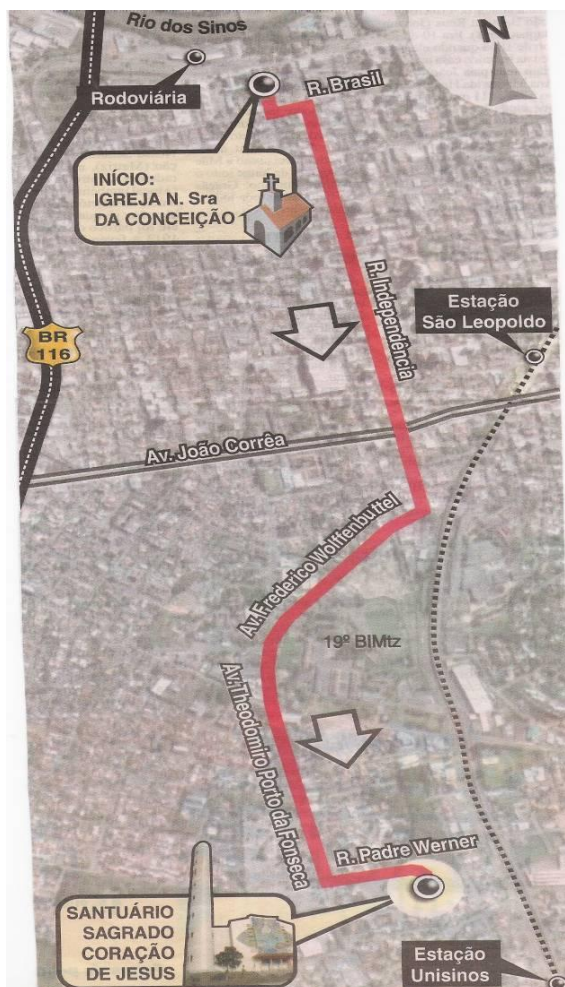 Rio dos Sinos
N
Rodoviária
R. Brasil
INÍCIO:
IGREJA N. Sra
DA CONCEIÇÃO
R. Independência
Estação
São Leopoldo
BR
116
Av. João Corrêa
Av. Frederico Wolffenbuttel
19º BIMtz
Av. Theodomiro Porto da Fonseca
R. Padre Werner
SANTUÁRIO
SAGRADO
CORAÇÃO
DE JESUS
Estação
Unisinos